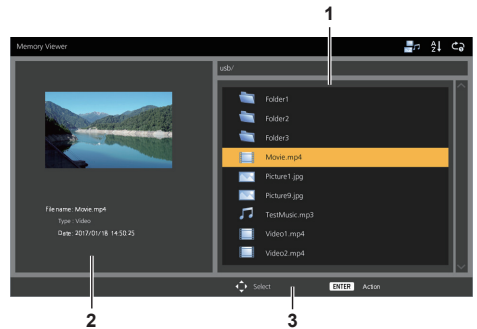 1
Memory Viewer
usb/
Folder1
Folder2
Folder3
Movie.mp4
Picture1.jpg
Picture9.jpg
TestMusic.mp3
Video1.mp4
Video2.mp4
File name : Movie.mp4
Type : Video
Date : 2017/01/18 14:50:25
Select ENTER Action
2 3